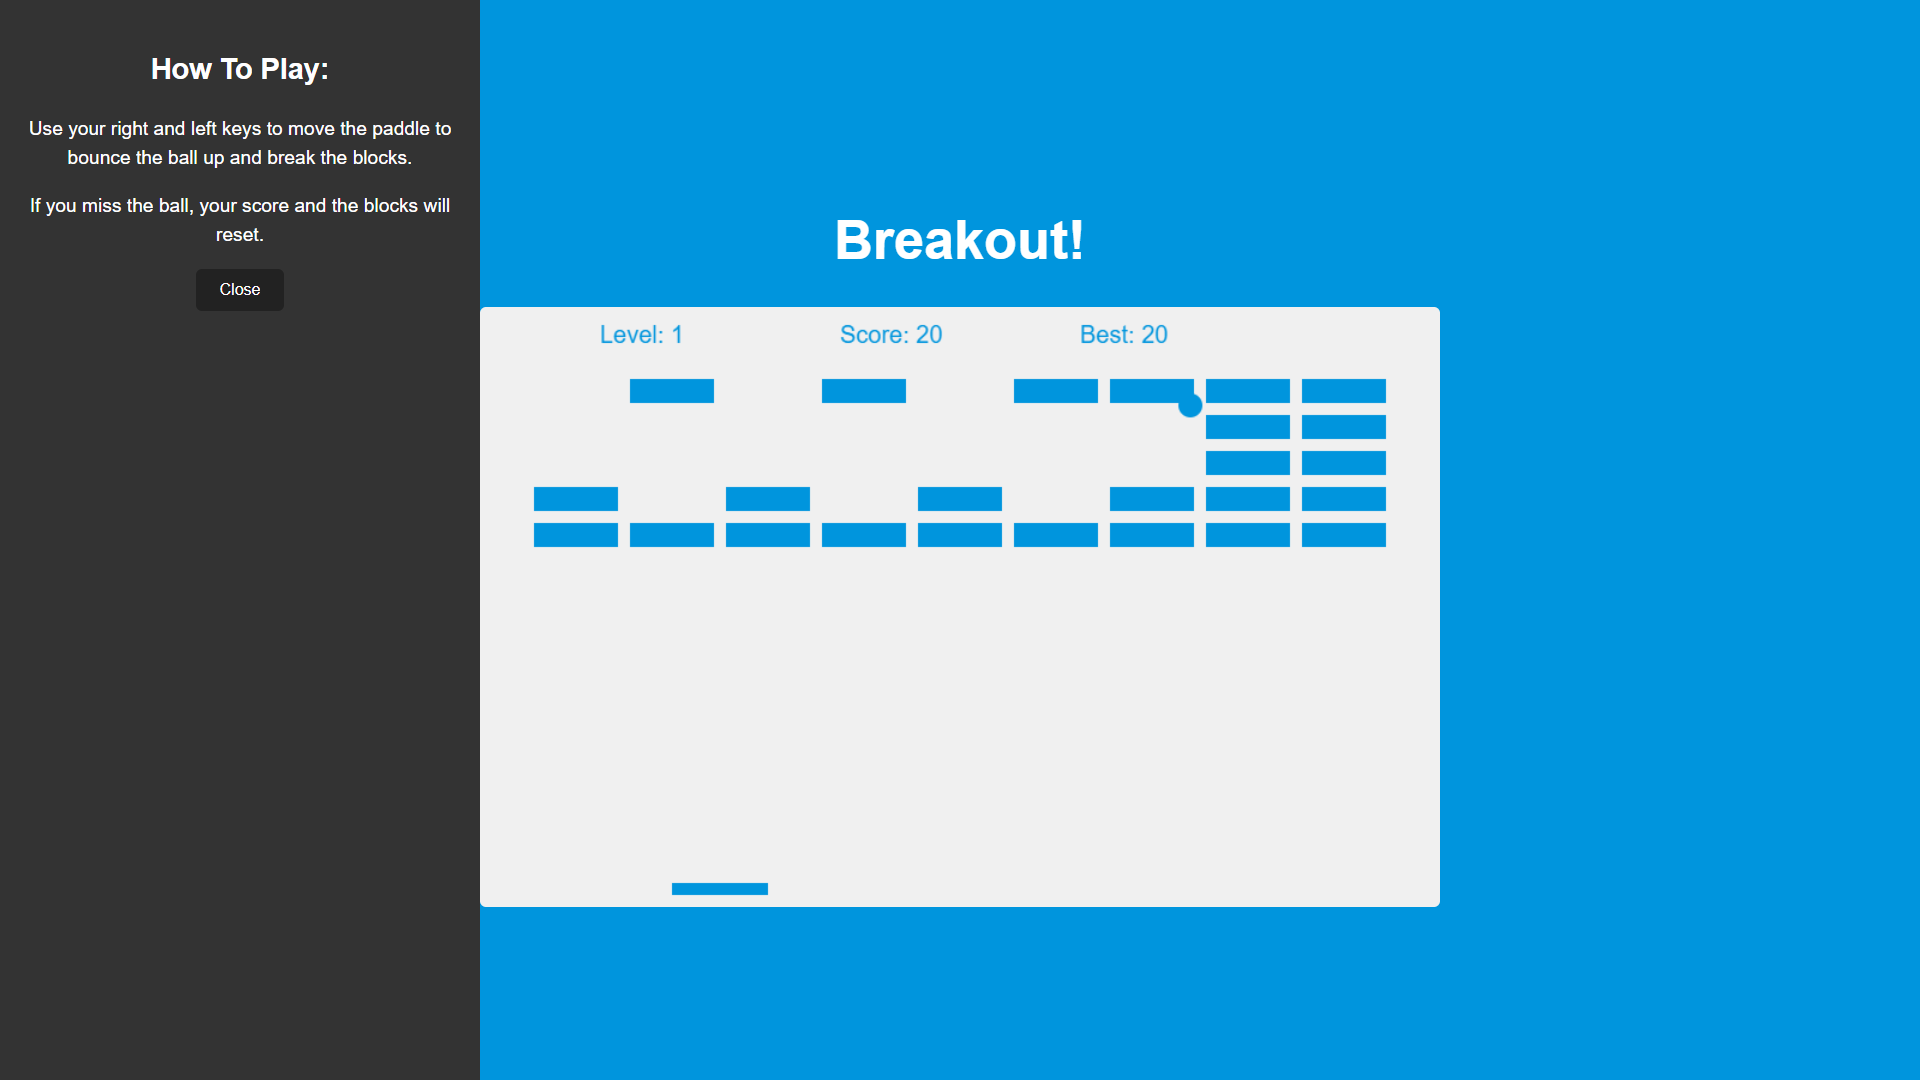 How To Play:
Use your right and left keys to move the paddle to
bounce the ball up and break the blocks.
If you miss the ball, your score and the blocks will
reset.
Close
Breakout!
Level: 1 Score: 20 Best: 20